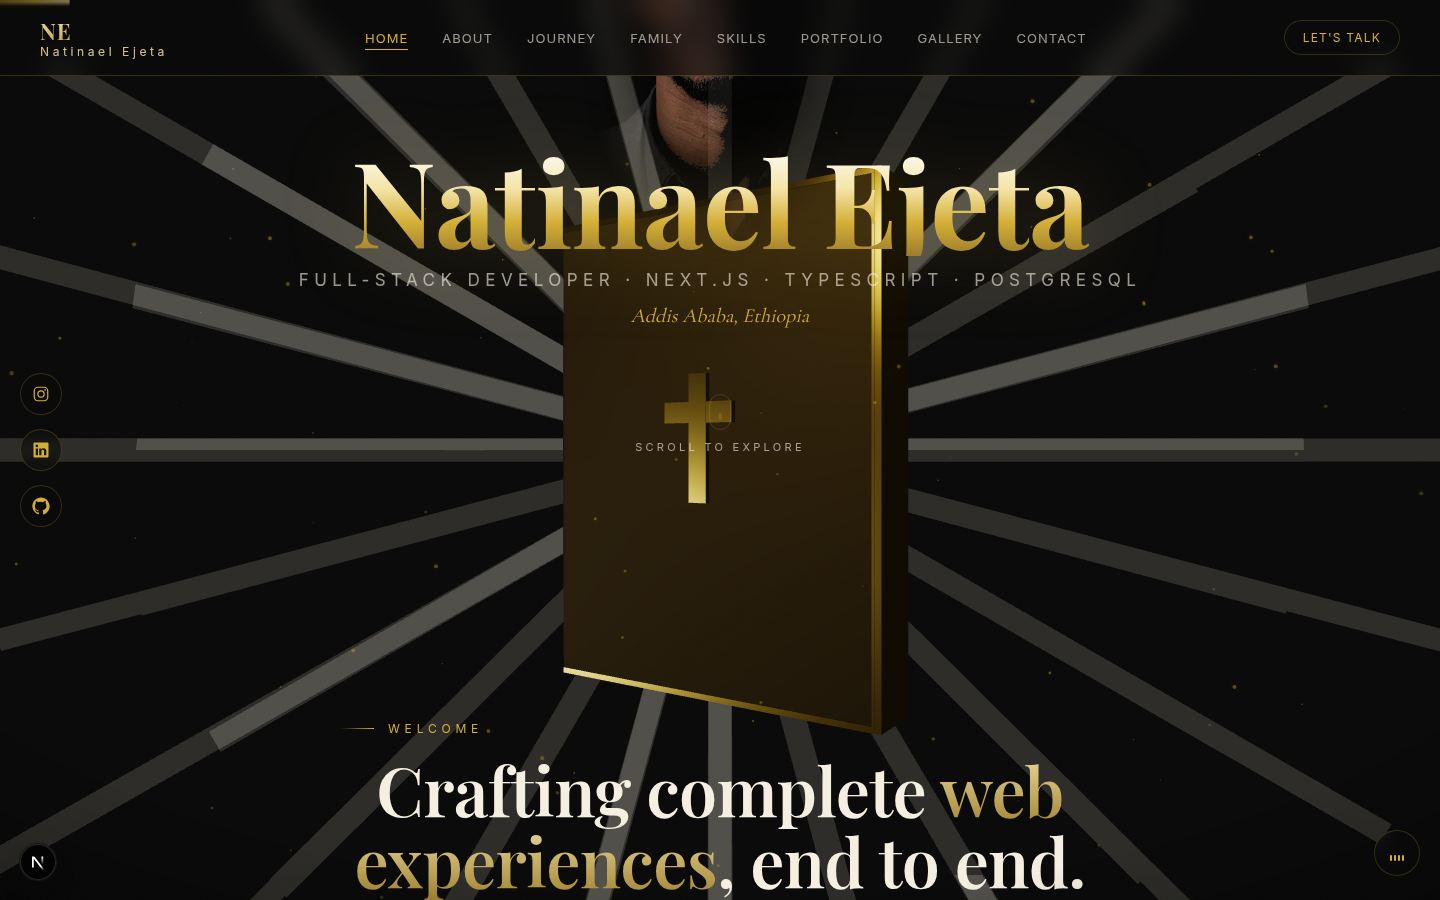 NE
Natinael Ejeta
HOME ABOUT JOURNEY FAMILY SKILLS PORTFOLIO GALLERY CONTACT
LET'S TALK
Natinael Ejeta
FULL-STACK DEVELOPER · NEXT.JS · TYPESCRIPT · POSTGRESQL
Addis Ababa, Ethiopia
SCROLL TO EXPLORE
WELCOME
Crafting complete web
experiences, end to end.
N